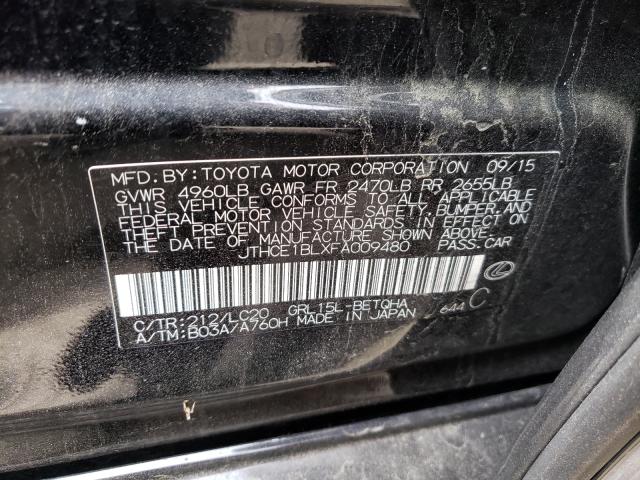 MFD. BY: TOYOTA MOTOR CORPORATION 09/15
GVWR 4960LB GAWR FR 2470LB RR 2655LB
THIS VEHICLE CONFORMS TO ALL APPLICABLE
FEDERAL MOTOR VEHICLE SAFETY, BUMPER, AND
THEFT PREVENTION STANDARDS IN EFFECT ON
THE DATE OF MANUFACTURE SHOWN ABOVE.
JTHCE1BLXFA009480 PASS.CAR
C/TR:212/LC20 GRL15L-BETQHA
A/TM:B03A/A760H MADE IN JAPAN J644 C